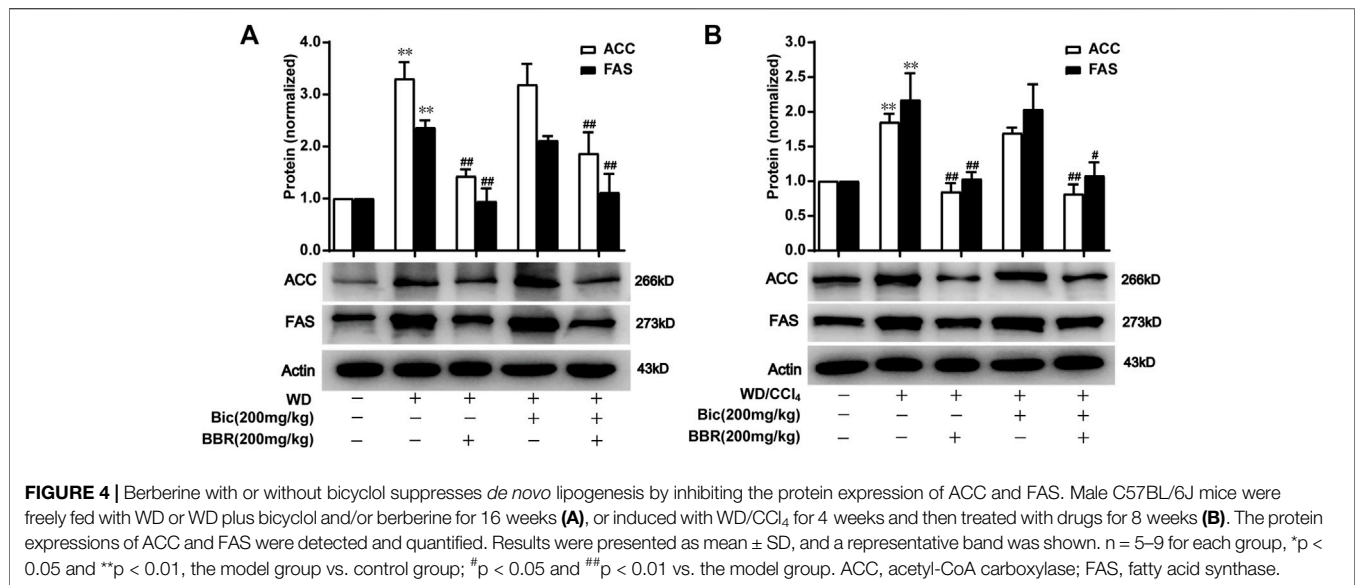 A
Protein (normalized)
4.0
3.0
2.0
1.0
0.0
**
**
##
##
##
##
ACC
FAS
ACC 266kD
FAS 273kD
Actin 43kD
WD − + + + +
Bic(200mg/kg) − − − + +
BBR(200mg/kg) − − + − +
B
Protein (normalized)
3.0
2.5
2.0
1.5
1.0
0.5
0.0
**
**
##
##
##
#
ACC
FAS
ACC 266kD
FAS 273kD
Actin 43kD
WD/CCl₄ − + + + +
Bic(200mg/kg) − − − + +
BBR(200mg/kg) − − + − +
FIGURE 4 | Berberine with or without bicyclol suppresses de novo lipogenesis by inhibiting the protein expression of ACC and FAS. Male C57BL/6J mice were
freely fed with WD or WD plus bicyclol and/or berberine for 16 weeks (A), or induced with WD/CCl₄ for 4 weeks and then treated with drugs for 8 weeks (B). The protein
expressions of ACC and FAS were detected and quantified. Results were presented as mean ± SD, and a representative band was shown. n = 5–9 for each group, *p <
0.05 and **p < 0.01, the model group vs. control group; #p < 0.05 and ##p < 0.01 vs. the model group. ACC, acetyl-CoA carboxylase; FAS, fatty acid synthase.